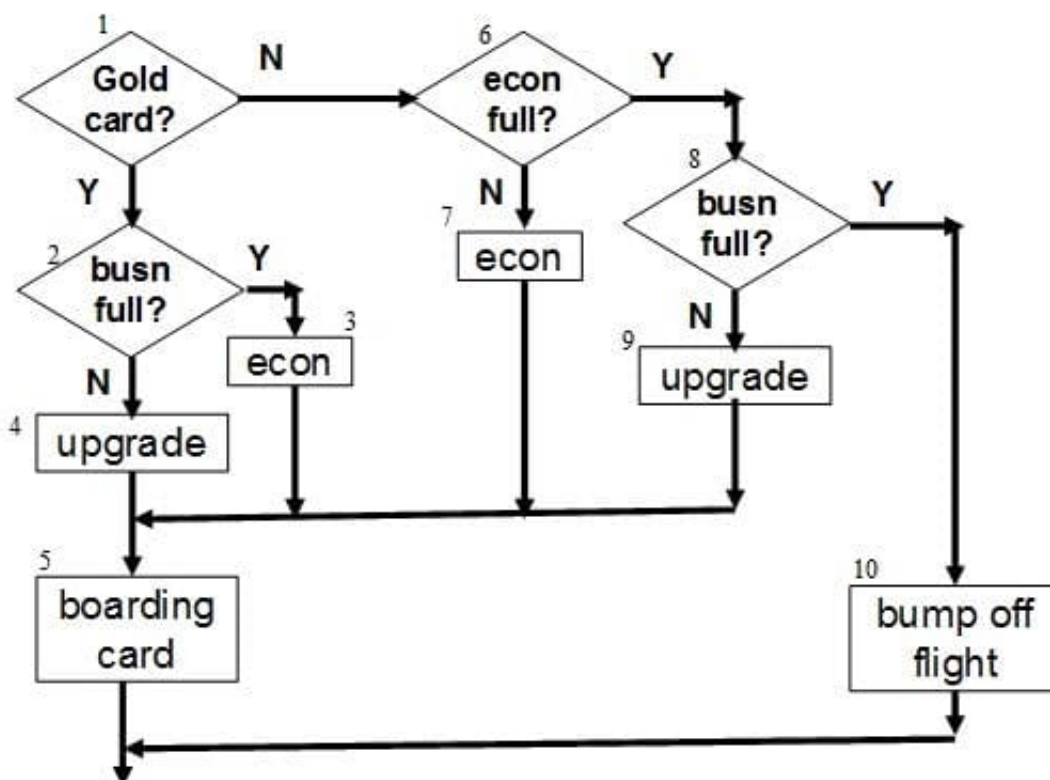 1
Gold
card?
N
6
econ
full?
Y
Y
N
8
busn
full?
Y
2
busn
full?
Y
7
econ
3
econ
N
9
upgrade
N
4
upgrade
5
boarding
card
10
bump off
flight